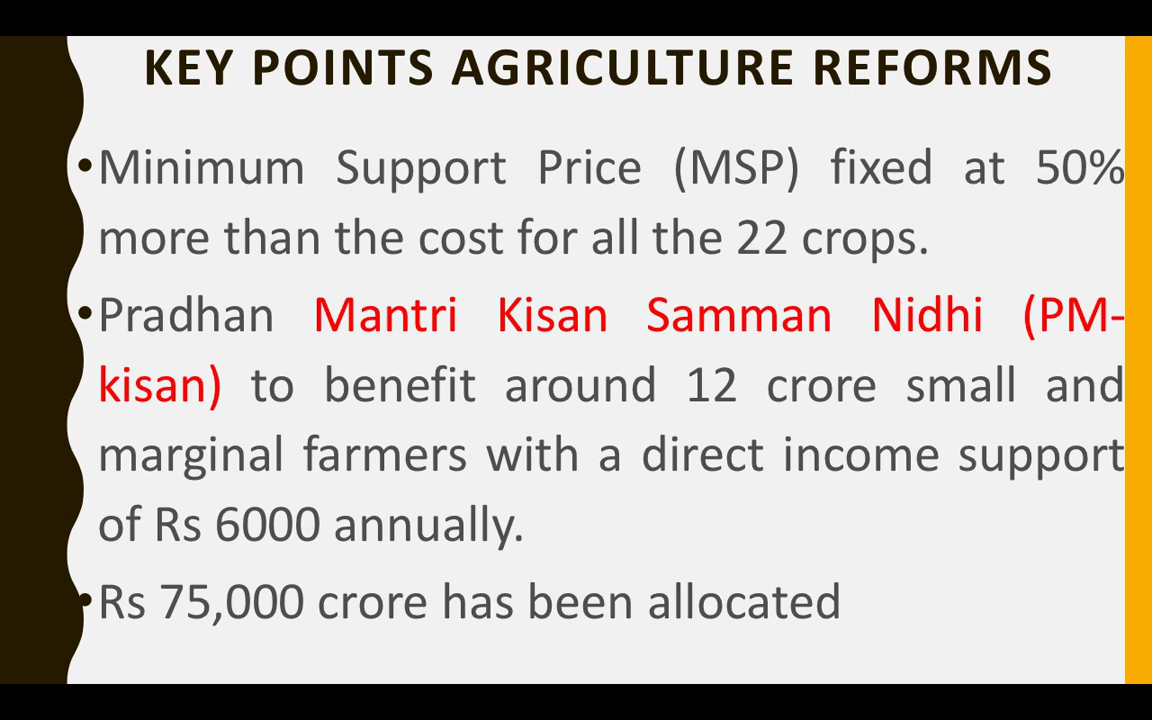 KEY POINTS AGRICULTURE REFORMS
•Minimum Support Price (MSP) fixed at 50%
more than the cost for all the 22 crops.
•Pradhan Mantri Kisan Samman Nidhi (PM-
kisan) to benefit around 12 crore small and
marginal farmers with a direct income support
of Rs 6000 annually.
•Rs 75,000 crore has been allocated